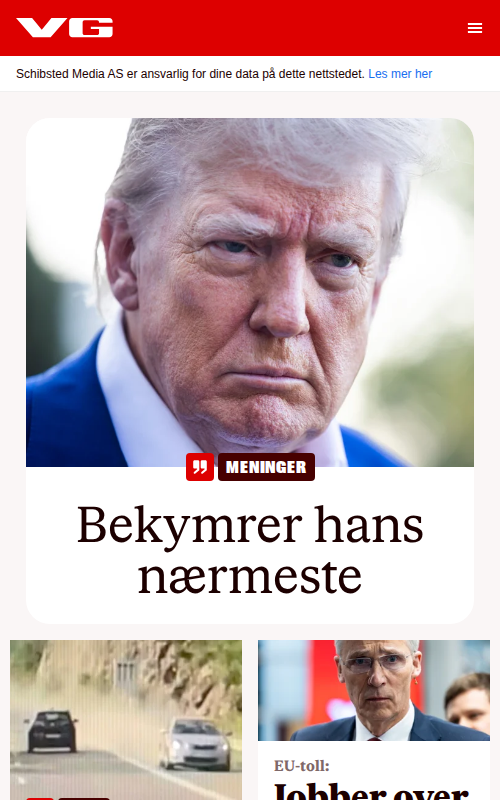 VG
Schibsted Media AS er ansvarlig for dine data på dette nettstedet. Les mer her
MENINGER
Bekymrer hans
nærmeste
EU-toll:
Jobber over